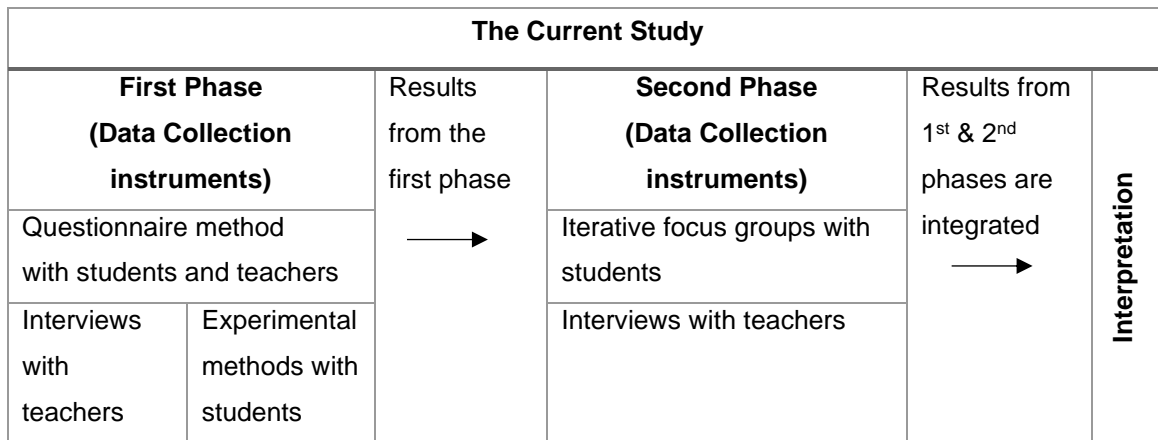 The Current Study
First Phase
(Data Collection
instruments)
Questionnaire method
with students and teachers
Interviews
with
teachers
Experimental
methods with
students
Results
from the
first phase
Second Phase
(Data Collection
instruments)
Iterative focus groups with
students
Interviews with teachers
Results from
1st & 2nd
phases are
integrated
Interpretation